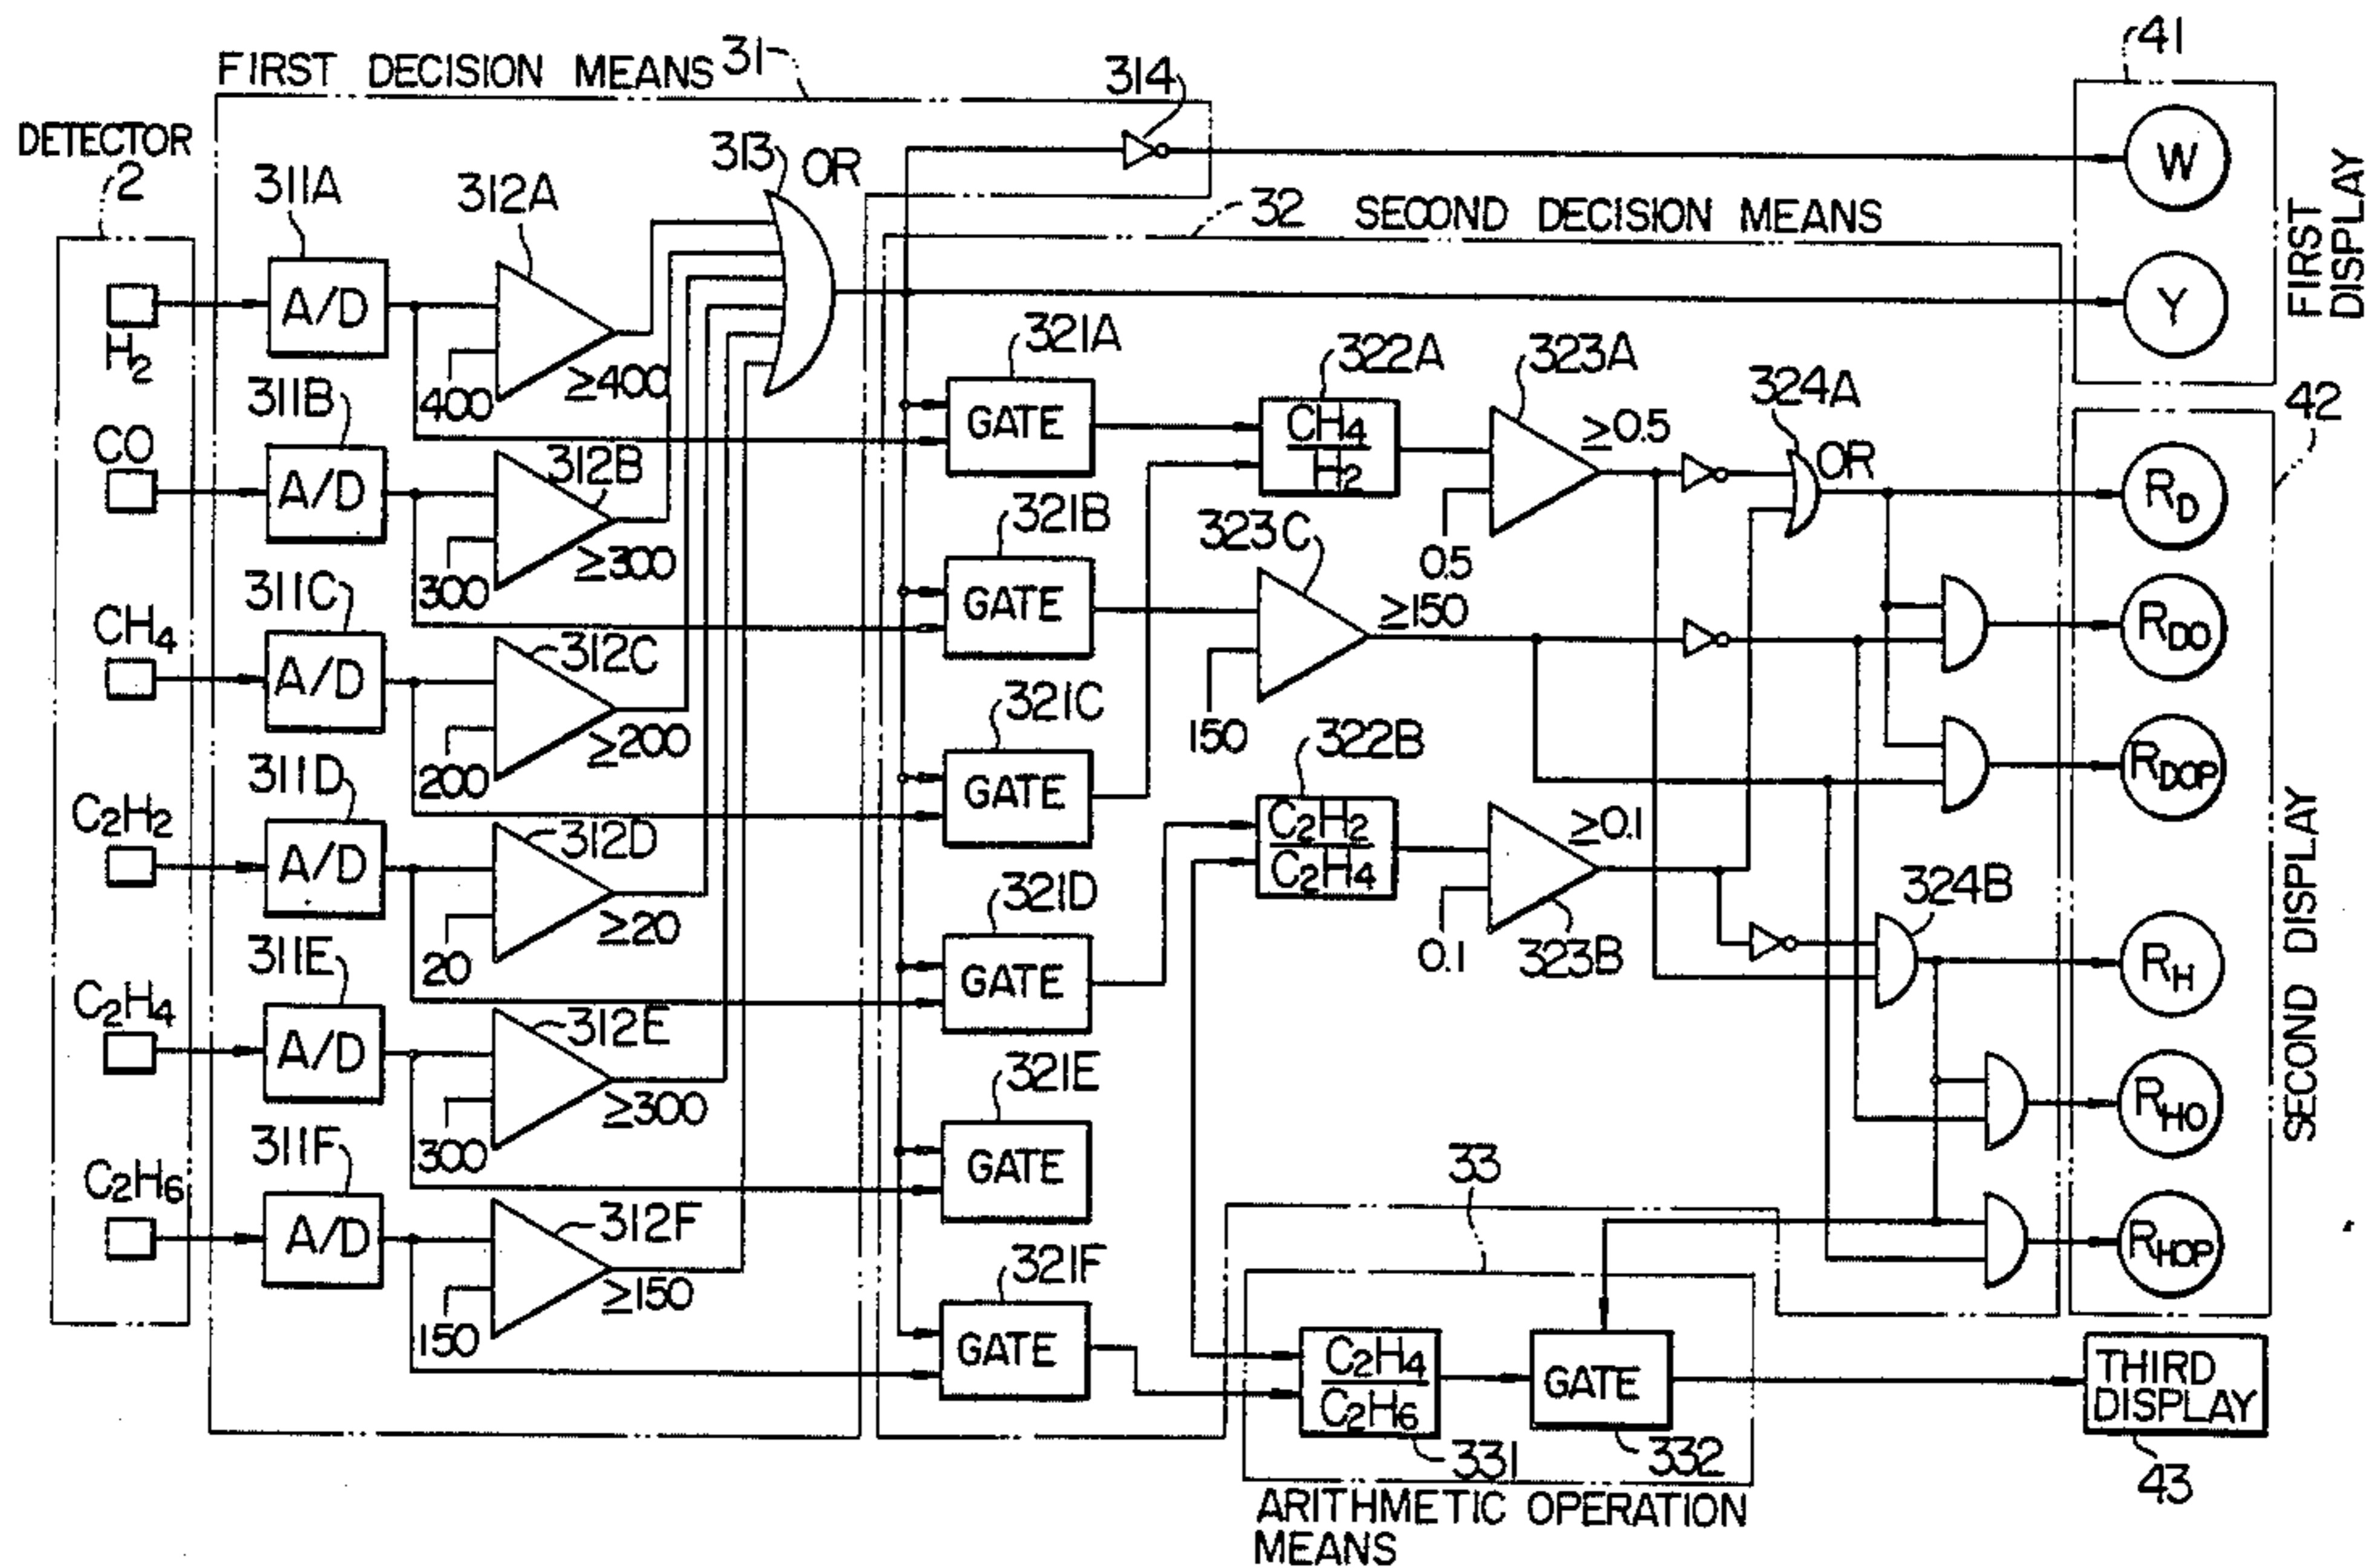 FIRST DECISION MEANS 31
314
41
DETECTOR
2
311A
312A
313 OR
W
FIRST DISPLAY
32 SECOND DECISION MEANS
H2
A/D
400
≥400
Y
321A
GATE
322A
CH4
H2
323A
≥0.5
0.5
324A
OR
42
RD
CO
311B
A/D
312B
300
≥300
321B
GATE
323C
≥150
150
RDO
CH4
311C
A/D
312C
200
≥200
321C
GATE
RDOP
C2H2
311D
A/D
312D
20
≥20
321D
GATE
322B
C2H2
C2H4
≥0.1
0.1
323B
324B
RH
SECOND DISPLAY
C2H4
311E
A/D
312E
300
≥300
321E
GATE
RHO
C2H6
311F
A/D
312F
150
≥150
321F
GATE
33
RHOP
C2H4
C2H6
331
GATE
332
THIRD
DISPLAY
43
ARITHMETIC OPERATION
MEANS